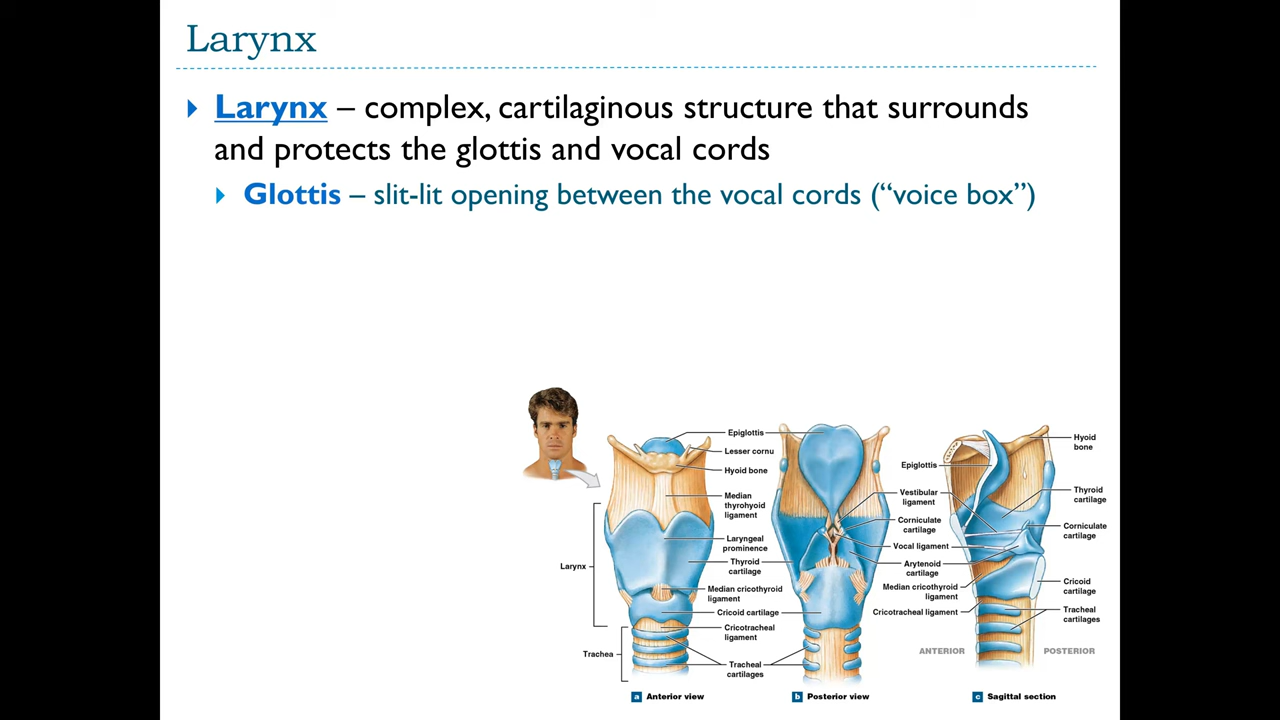 Larynx
Larynx – complex, cartilaginous structure that surrounds
and protects the glottis and vocal cords
Glottis – slit-lit opening between the vocal cords (“voice box”)
Epiglottis
Lesser cornu
Hyoid bone
Median
thyrohyoid
ligament
Laryngeal
prominence
Thyroid
cartilage
Median cricothyroid
ligament
Cricoid cartilage
Cricotracheal
ligament
Tracheal
cartilages
Larynx
Trachea
a Anterior view
b Posterior view
Epiglottis
Vestibular
ligament
Corniculate
cartilage
Vocal ligament
Arytenoid
cartilage
Median cricothyroid
ligament
Cricotracheal ligament
Hyoid
bone
Thyroid
cartilage
Corniculate
cartilage
Cricoid
cartilage
Tracheal
cartilages
ANTERIOR
POSTERIOR
c Sagittal section